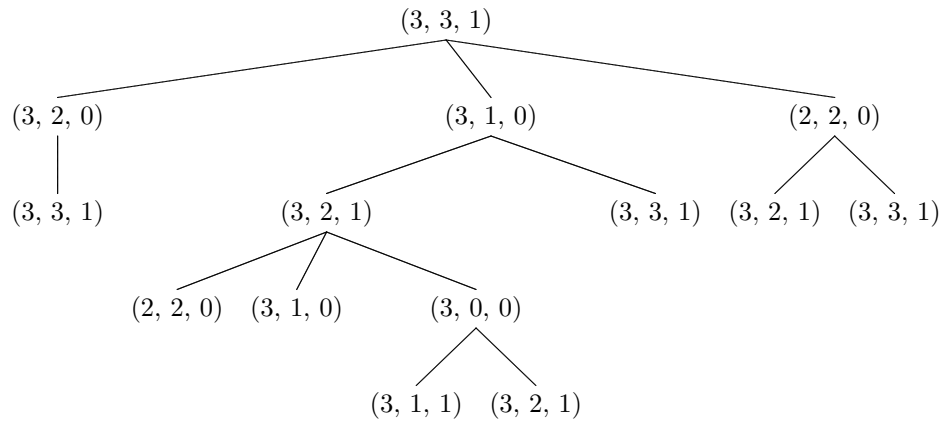 (3, 3, 1)
(3, 2, 0) (3, 1, 0) (2, 2, 0)
(3, 3, 1) (3, 2, 1) (3, 3, 1) (3, 2, 1) (3, 3, 1)
(2, 2, 0) (3, 1, 0) (3, 0, 0)
(3, 1, 1) (3, 2, 1)